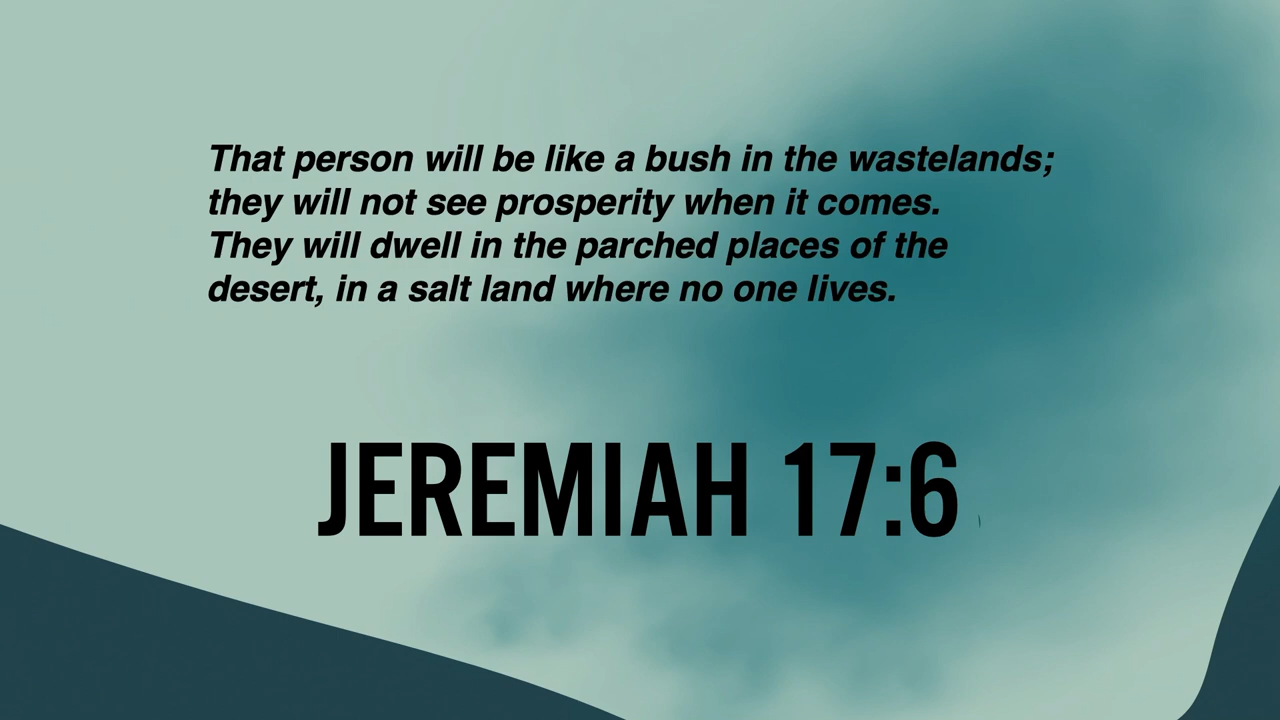 That person will be like a bush in the wastelands;
they will not see prosperity when it comes.
They will dwell in the parched places of the
desert, in a salt land where no one lives.
JEREMIAH 17:6